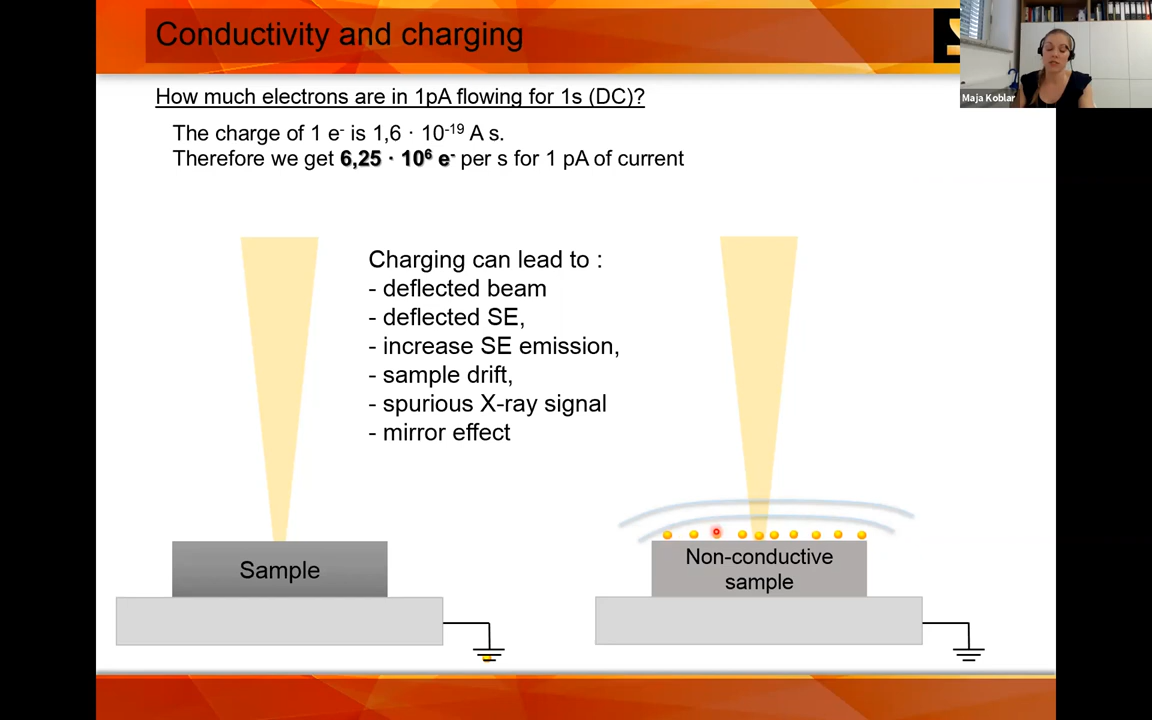 Conductivity and charging
Maja Koblar
How much electrons are in 1pA flowing for 1s (DC)?
The charge of 1 e⁻ is 1,6 · 10⁻¹⁹ A s.
Therefore we get 6,25 · 10⁶ e⁻ per s for 1 pA of current
Charging can lead to :
- deflected beam
- deflected SE,
- increase SE emission,
- sample drift,
- spurious X-ray signal
- mirror effect
Sample
Non-conductive
sample